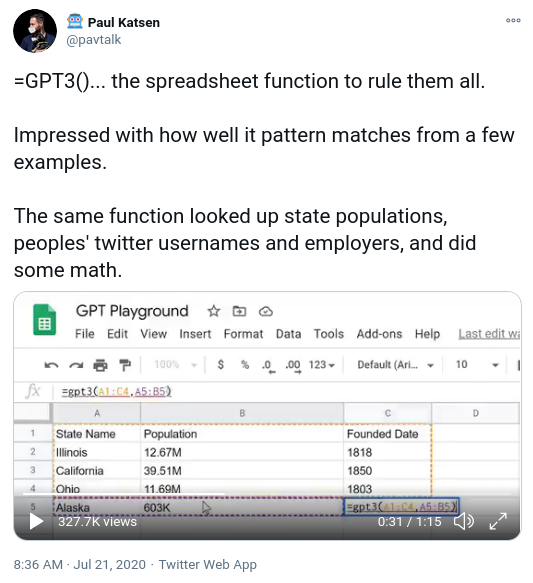 Paul Katsen
@pavtalk
=GPT3()... the spreadsheet function to rule them all.
Impressed with how well it pattern matches from a few
examples.
The same function looked up state populations,
peoples' twitter usernames and employers, and did
some math.
GPT Playground
File Edit View Insert Format Data Tools Add-ons Help Last edit
100% $ % .0 .00 123 Default (Ari... 10
fx =gpt3(A1:C4,A5:B5)
A B C D
1 State Name Population Founded Date
2 Illinois 12.67M 1818
3 California 39.51M 1850
4 Ohio 11.69M 1803
5 Alaska 603K =gpt3(A1:C4,A5:B5)
327.7K views 0:31 / 1:15
8:36 AM · Jul 21, 2020 · Twitter Web App